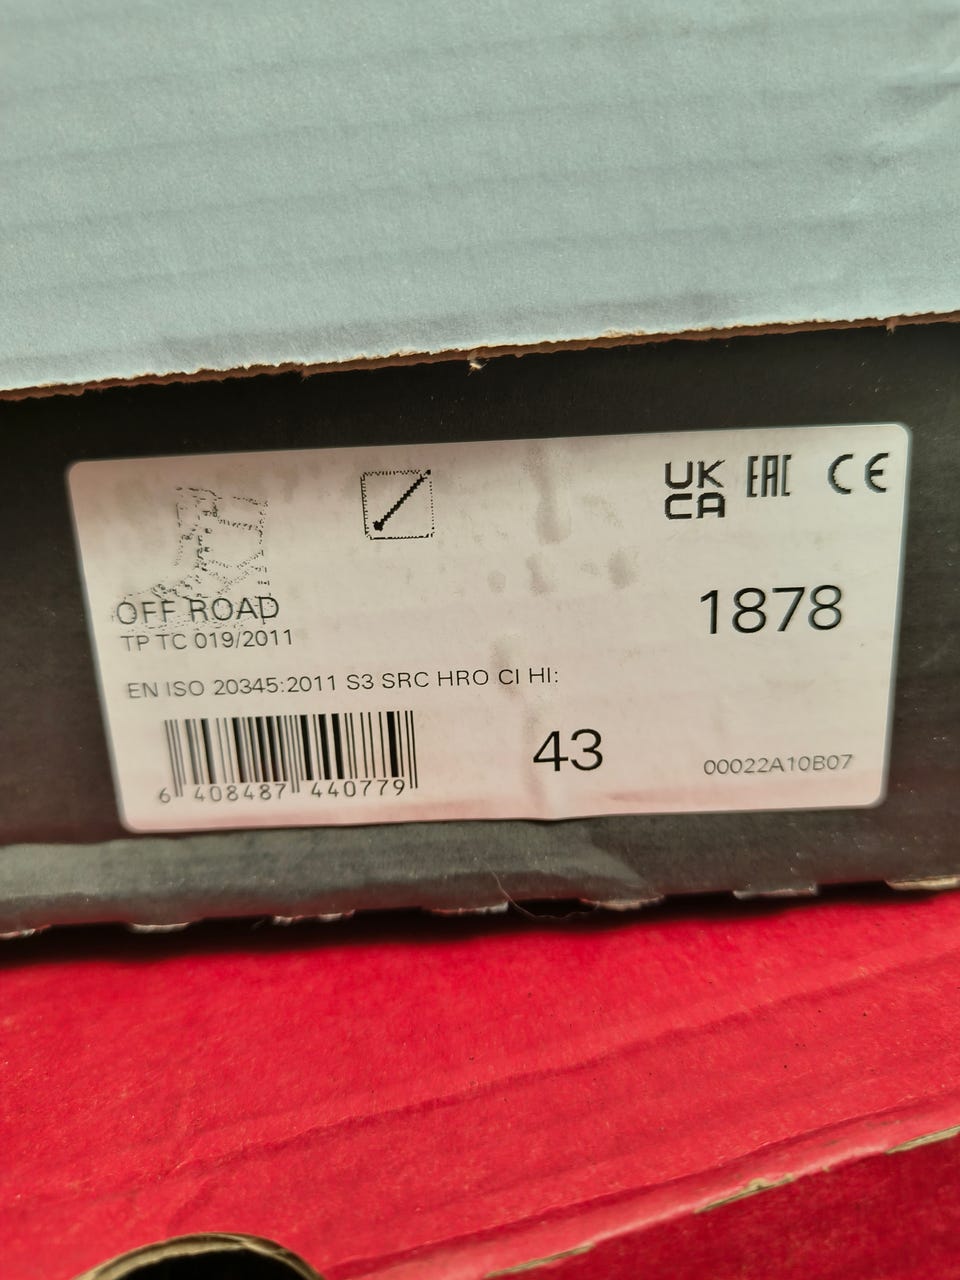 UK
CA
EAC
CE
OFF ROAD
TP TC 019/2011
1878
EN ISO 20345:2011 S3 SRC HRO CI HI:
43
00022A10B07
6 408487 440779